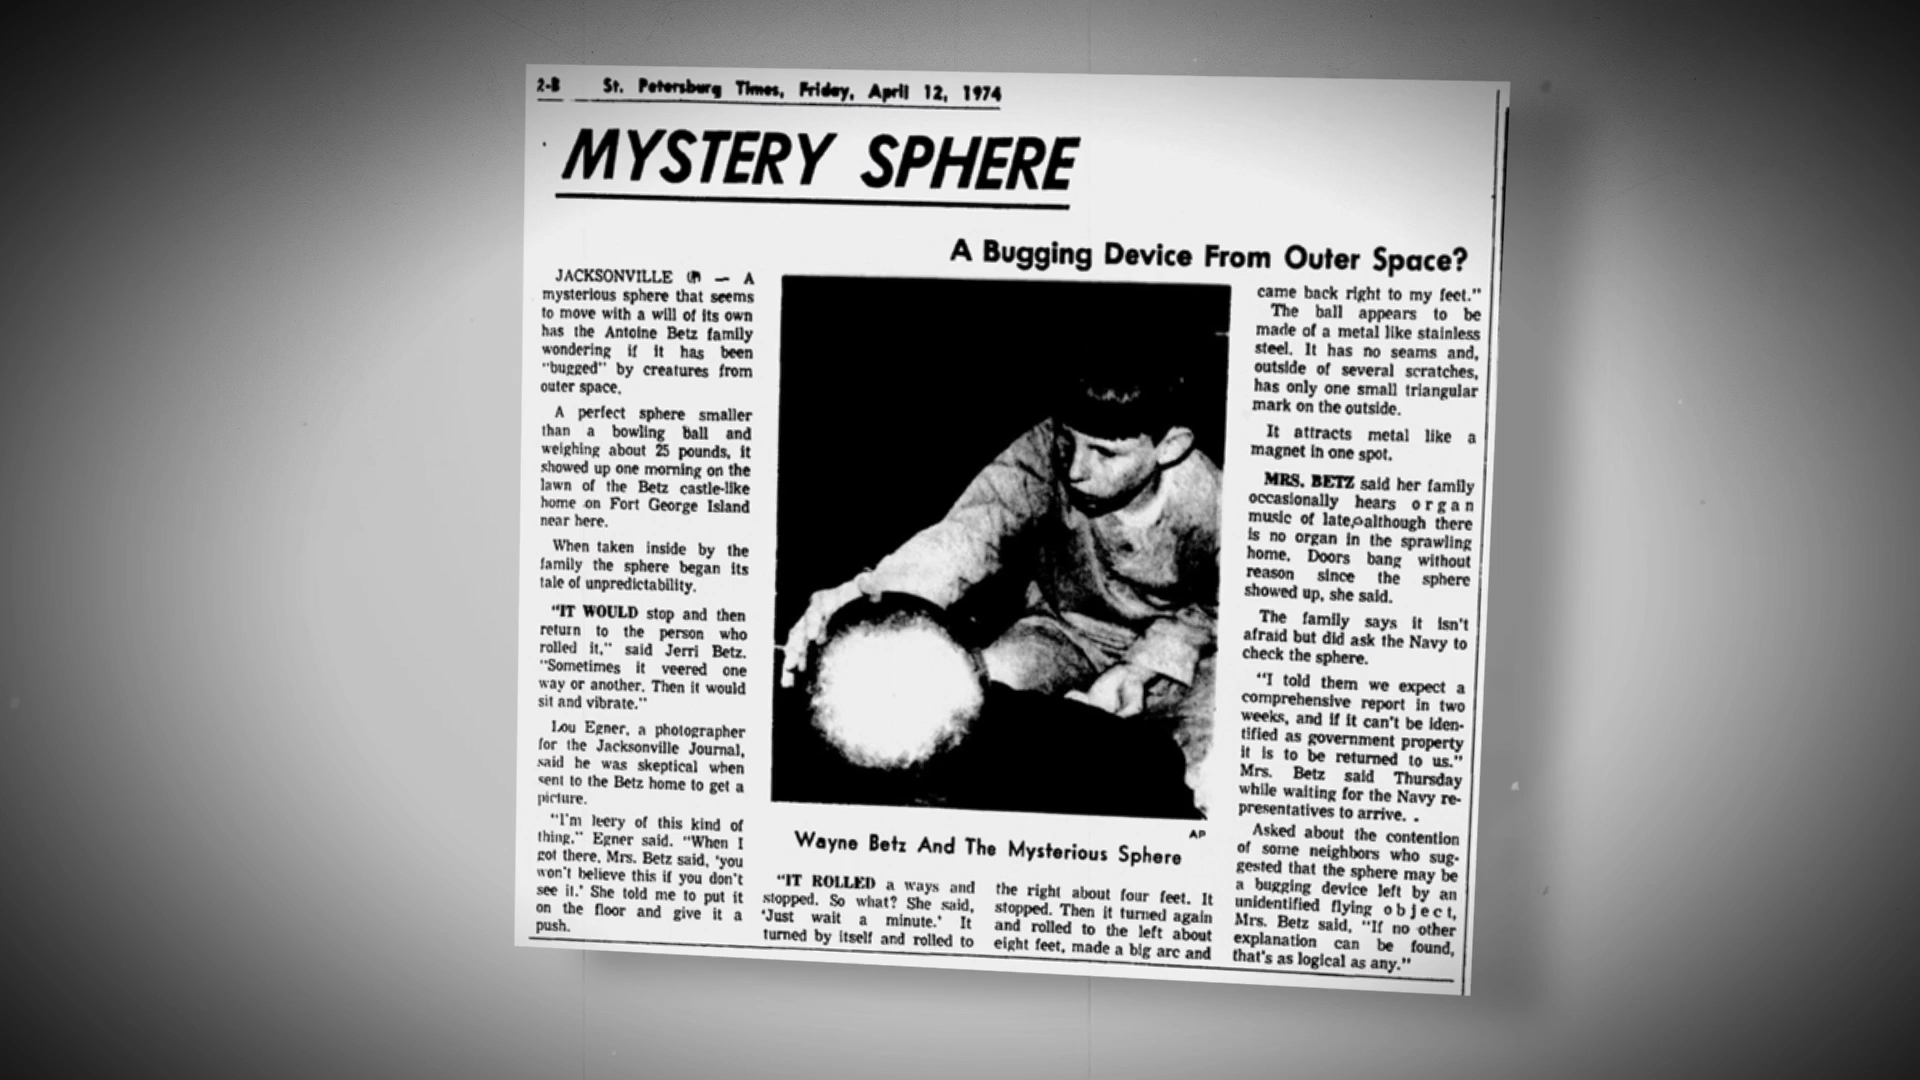 2-B St. Petersburg Times, Friday, April 12, 1974
MYSTERY SPHERE
A Bugging Device From Outer Space?
JACKSONVILLE (AP) — A
mysterious sphere that seems
to move with a will of its own
has the Antoine Betz family
wondering if it has been
"bugged" by creatures from
outer space.
A perfect sphere smaller
than a bowling ball and
weighing about 25 pounds, it
showed up one morning on the
lawn of the Betz castle-like
home on Fort George Island
near here.
When taken inside by the
family the sphere began its
tale of unpredictability.
"IT WOULD stop and then
return to the person who
rolled it," said Jerri Betz.
"Sometimes it veered one
way or another. Then it would
sit and vibrate."
Lou Egner, a photographer
for the Jacksonville Journal,
said he was skeptical when
sent to the Betz home to get a
picture.
"I'm leery of this kind of
thing," Egner said. "When I
got there, Mrs. Betz said, 'you
won't believe this if you don't
see it.' She told me to put it
on the floor and give it a
push.
AP
Wayne Betz And The Mysterious Sphere
"IT ROLLED a ways and
stopped. So what? She said,
'Just wait a minute.' It
turned by itself and rolled to
the right about four feet. It
stopped. Then it turned again
and rolled to the left about
eight feet, made a big arc and
came back right to my feet."
The ball appears to be
made of a metal like stainless
steel. It has no seams and,
outside of several scratches,
has only one small triangular
mark on the outside.
It attracts metal like a
magnet in one spot.
MRS. BETZ said her family
occasionally hears organ
music of late, although there
is no organ in the sprawling
home. Doors bang without
reason since the sphere
showed up, she said.
The family says it isn't
afraid but did ask the Navy to
check the sphere.
"I told them we expect a
comprehensive report in two
weeks, and if it can't be iden-
tified as government property
it is to be returned to us."
Mrs. Betz said Thursday
while waiting for the Navy re-
presentatives to arrive. .
Asked about the contention
of some neighbors who sug-
gested that the sphere may be
a bugging device left by an
unidentified flying object,
Mrs. Betz said, "If no other
explanation can be found,
that's as logical as any."